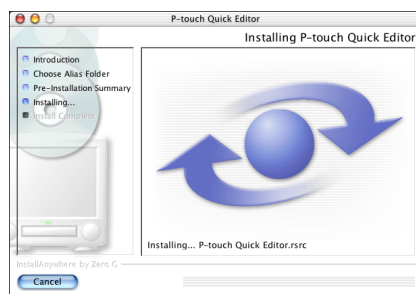 P-touch Quick Editor
Installing P-touch Quick Editor
Introduction
Choose Alias Folder
Pre-Installation Summary
Installing...
Install Complete
Installing... P-touch Quick Editor.rsrc
InstallAnywhere by Zero G
Cancel